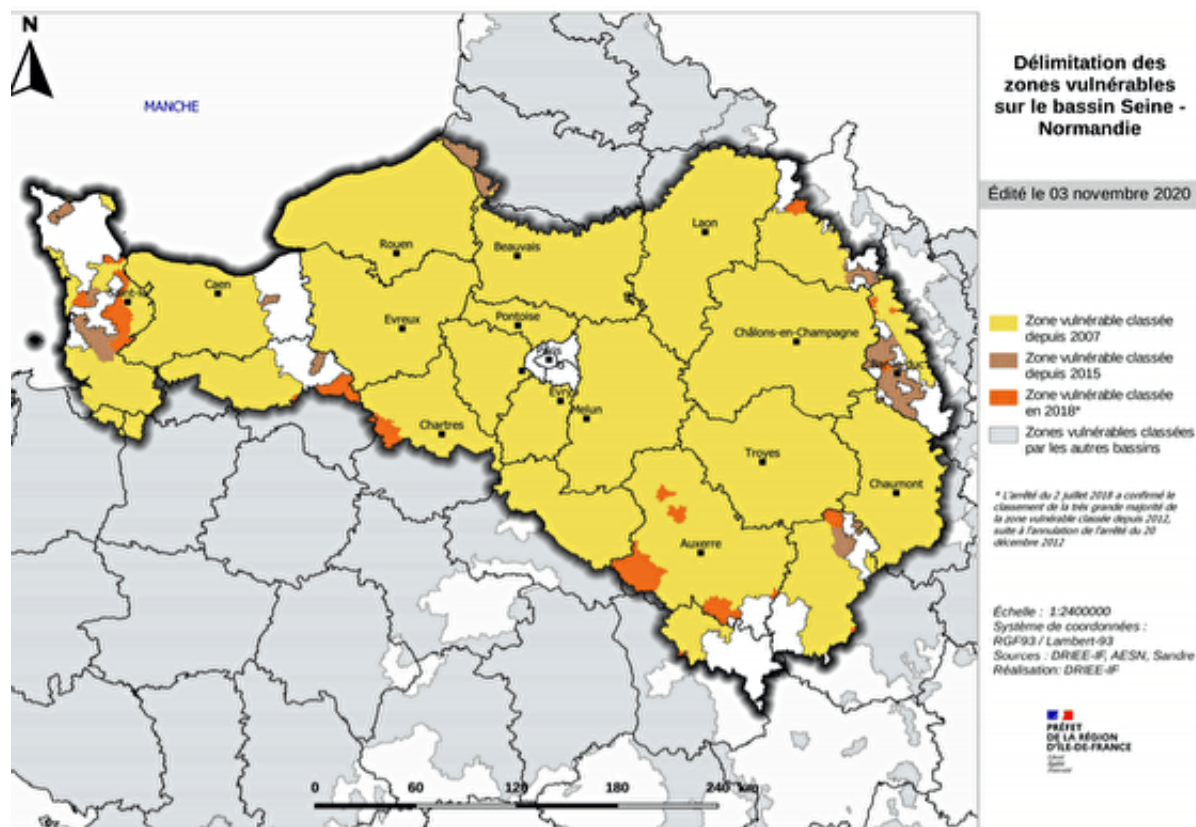 N
MANCHE
Délimitation des
zones vulnérables
sur le bassin Seine -
Normandie
Édité le 03 novembre 2020
Laon
Rouen
Beauvais
Caen
Evreux
Pontoise
Châlons-en-Champagne
Evry
Melun
Chartres
Troyes
Chaumont
Auxerre
Zone vulnérable classée
depuis 2007
Zone vulnérable classée
depuis 2015
Zone vulnérable classée
en 2018*
Zones vulnérables classées
par les autres bassins
* L'arrêté du 2 juillet 2018 a confirmé le
classement de la très grande majorité de
la zone vulnérable classée depuis 2012,
suite à l'annulation de l'arrêté du 20
décembre 2012
Échelle : 1:2400000
Système de coordonnées :
RGF93 / Lambert-93
Sources : DRIEE-IF, AESN, Sandre
Réalisation: DRIEE-IF
PRÉFET
DE LA RÉGION
D'ÎLE-DE-FRANCE
0 60 120 180 240 km